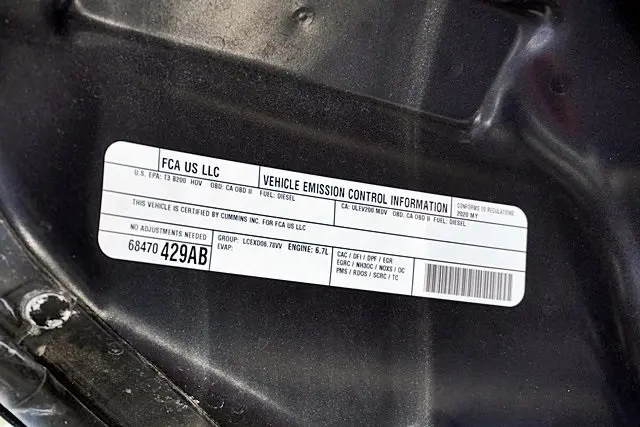 FCA US LLC
VEHICLE EMISSION CONTROL INFORMATION
CONFORMS TO REGULATIONS:
2020 MY
U.S. EPA: T3 B200 HDV OBD: CA OBD II FUEL: DIESEL
CA: ULEV200 MDV OBD: CA OBD II FUEL: DIESEL
THIS VEHICLE IS CERTIFIED BY CUMMINS INC. FOR FCA US LLC
NO ADJUSTMENTS NEEDED
68470 429AB
GROUP: LCEXD06.78VV ENGINE: 6.7L
EVAP:
CAC / DFI / DPF / EGR
EGRC / NH3OC / NOXS / OC
PMS / RDQS / SCRC / TC